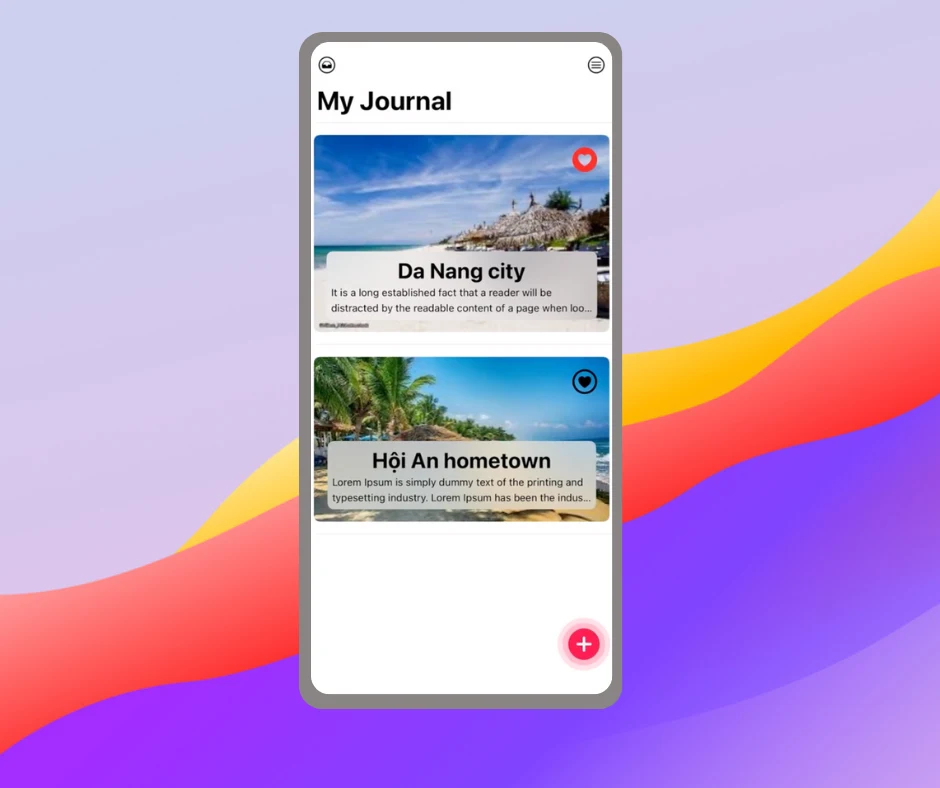 My Journal
Da Nang city
It is a long established fact that a reader will be
distracted by the readable content of a page when loo...
Hội An hometown
Lorem Ipsum is simply dummy text of the printing and
typesetting industry. Lorem Ipsum has been the indus...